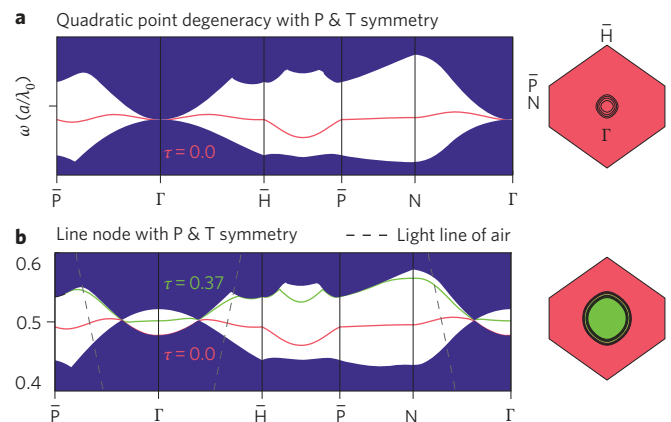 a Quadratic point degeneracy with P & T symmetry
ω (a/λ₀)
τ = 0.0
P̄ Γ H̄ P̄ N Γ
H̄
P̄
N
Γ
b Line node with P & T symmetry --- Light line of air
0.6
0.5
0.4
τ = 0.37
τ = 0.0
P̄ Γ H̄ P̄ N Γ